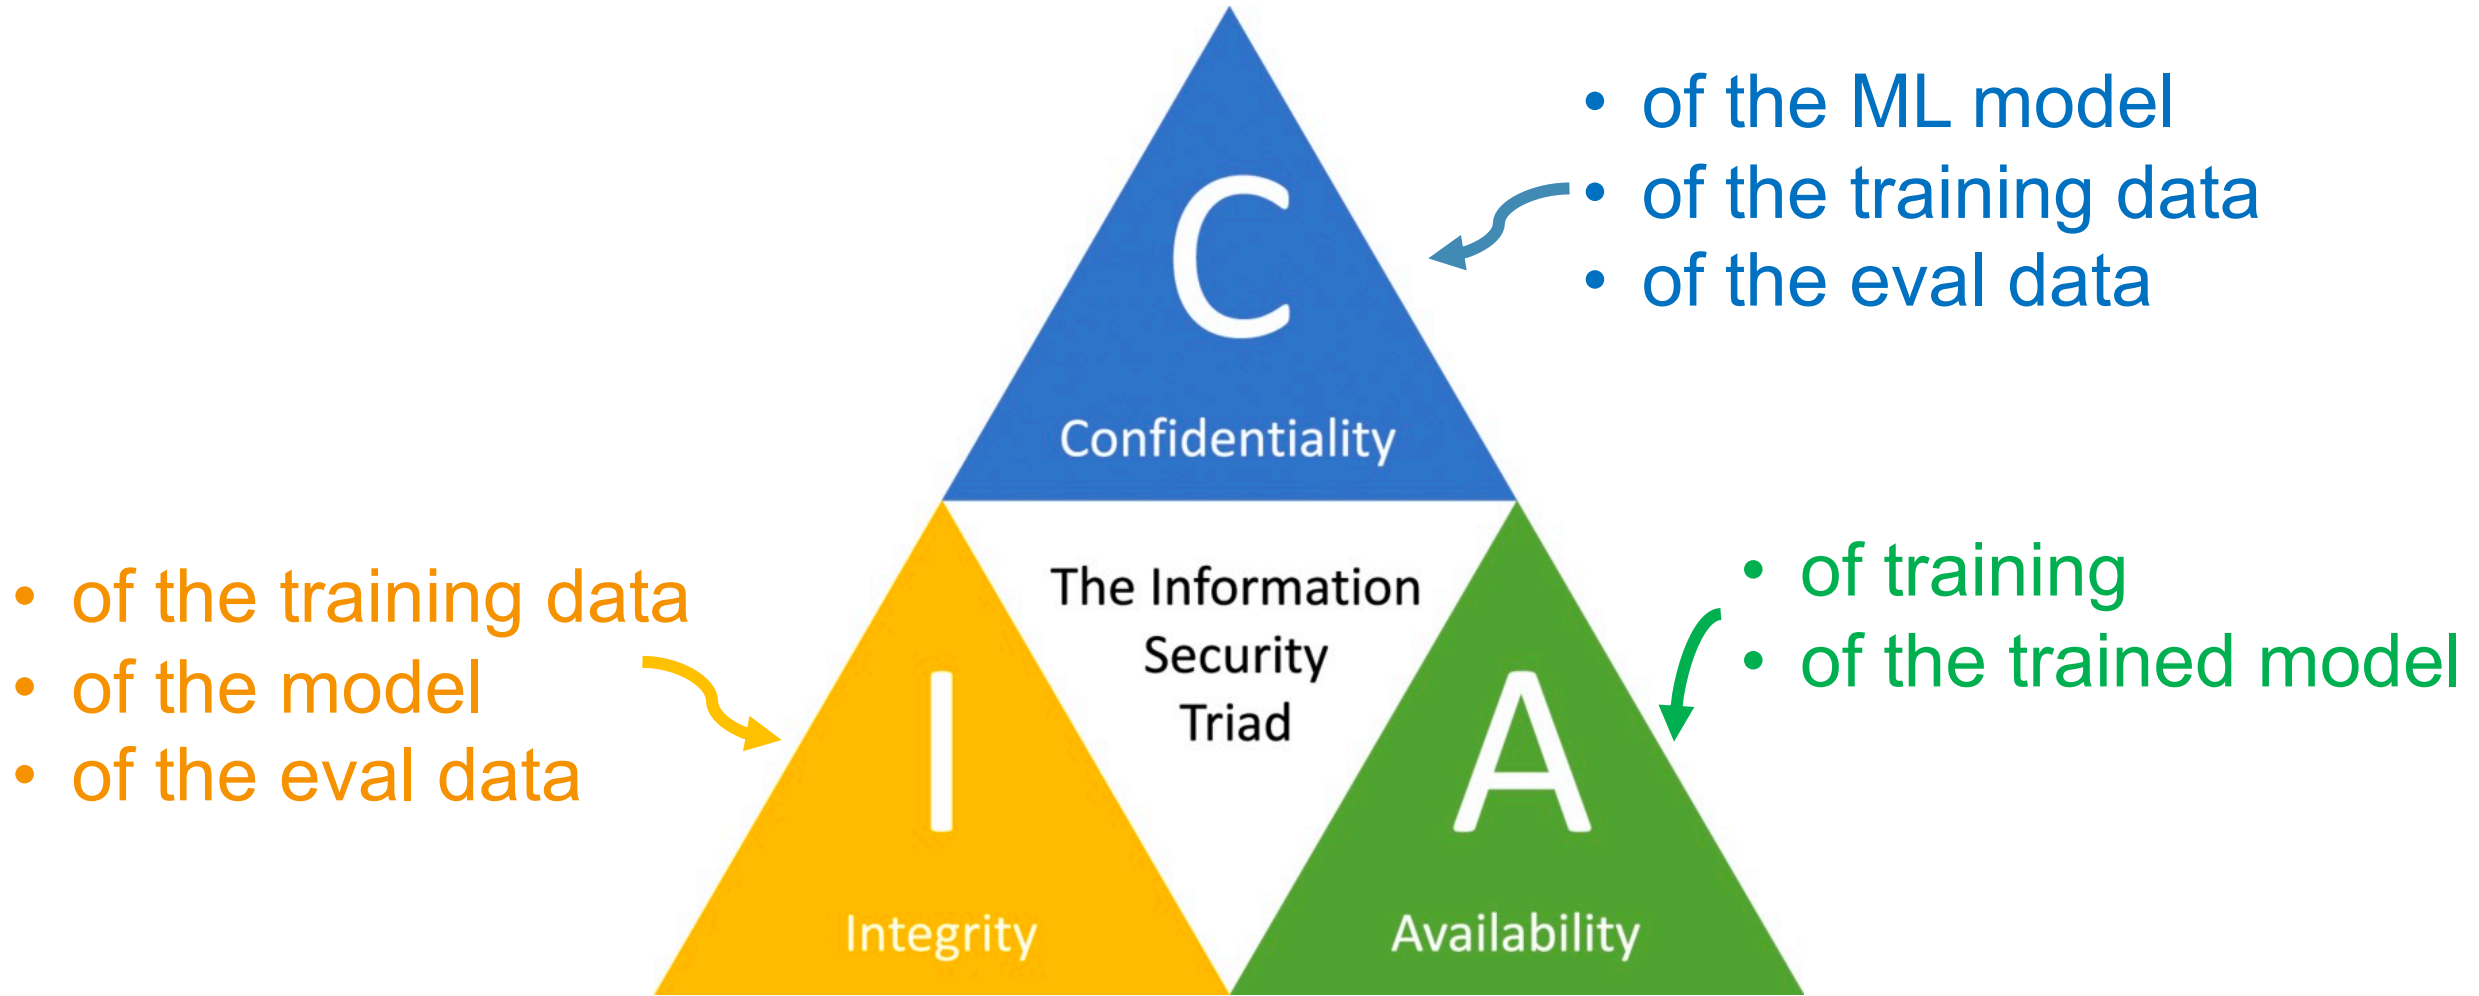 C
Confidentiality
• of the ML model
• of the training data
• of the eval data
The Information
Security
Triad
• of the training data
• of the model
• of the eval data
I
Integrity
A
Availability
• of training
• of the trained model